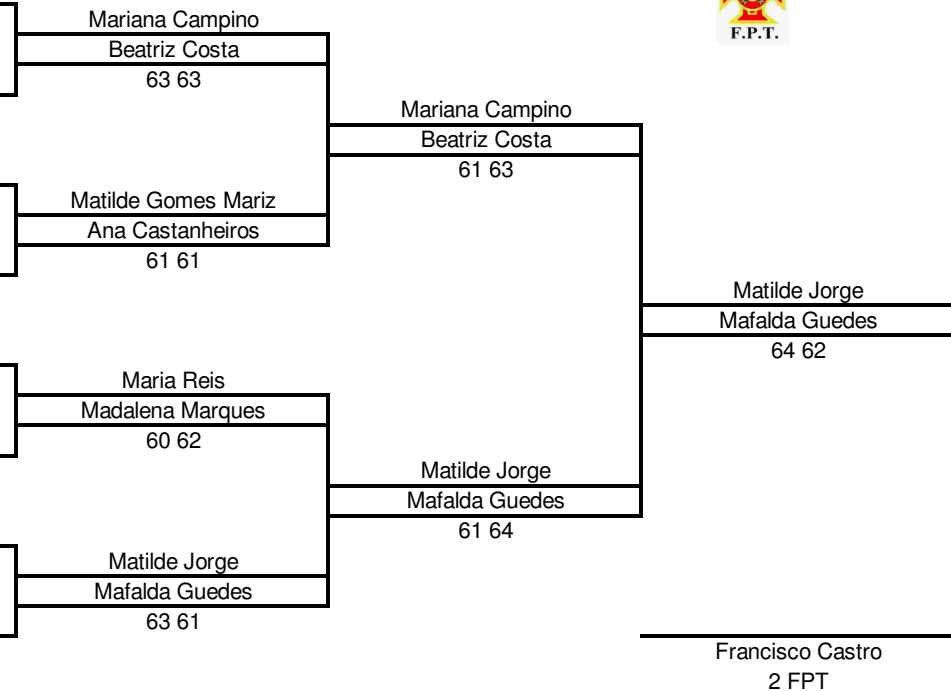 F.P.T.
Mariana Campino
Beatriz Costa
63 63
Mariana Campino
Beatriz Costa
61 63
Matilde Gomes Mariz
Ana Castanheiros
61 61
Matilde Jorge
Mafalda Guedes
64 62
Maria Reis
Madalena Marques
60 62
Matilde Jorge
Mafalda Guedes
61 64
Matilde Jorge
Mafalda Guedes
63 61
Francisco Castro
2 FPT